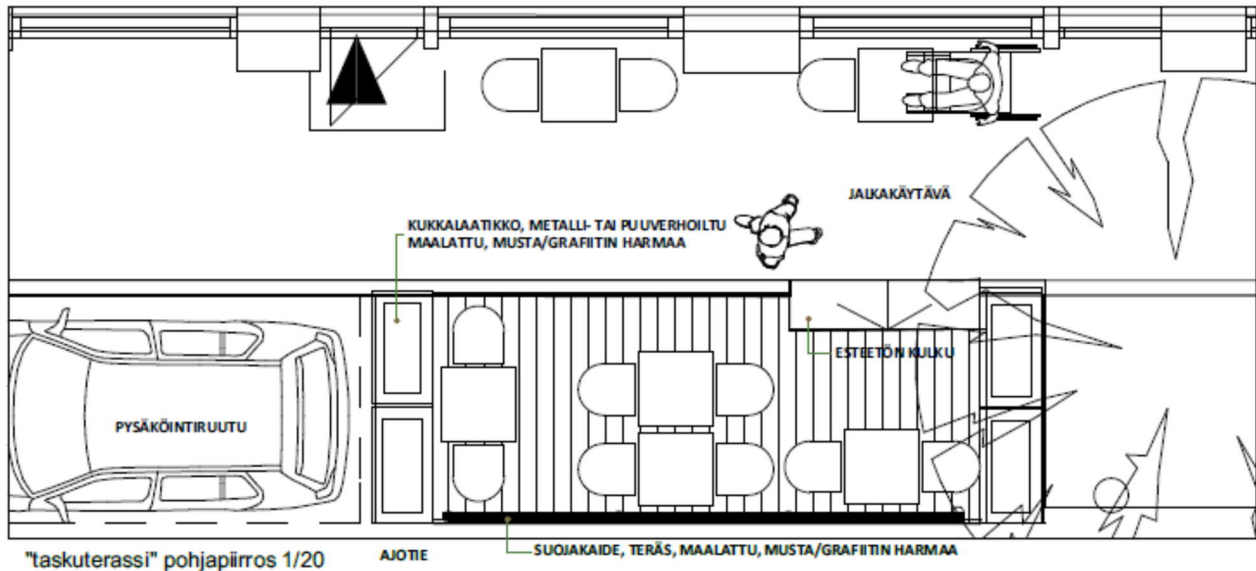 JALKAKÄYTÄVÄ
KUKKALAATIKKO, METALLI- TAI PUUVERHOILTU
MAALATTU, MUSTA/GRAFIITIN HARMAA
ESTEETÖN KULKU
PYSÄKÖINTIRUUTU
"taskuterassi" pohjapiirros 1/20
AJOTIE
SUOJAKAIDE, TERÄS, MAALATTU, MUSTA/GRAFIITIN HARMAA